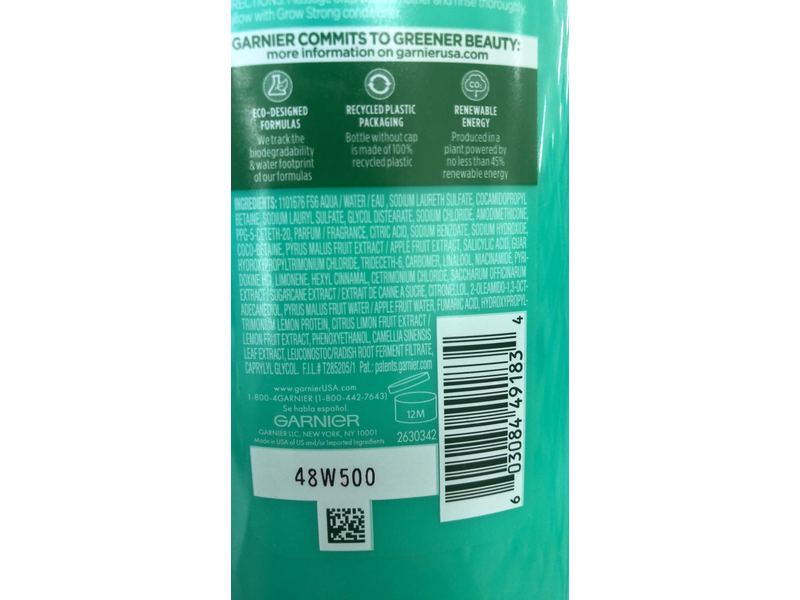 follow with Grow Strong conditioner.
GARNIER COMMITS TO GREENER BEAUTY:
more information on garnierusa.com
ECO-DESIGNED
FORMULAS
We track the
biodegradability
& water footprint
of our formulas
RECYCLED PLASTIC
PACKAGING
Bottle without cap
is made of 100%
recycled plastic
CO2
RENEWABLE
ENERGY
Produced in a
plant powered by
no less than 45%
renewable energy
INGREDIENTS: 1101676 FS6 AQUA / WATER / EAU , SODIUM LAURETH SULFATE, COCAMIDOPROPYL
BETAINE, SODIUM LAURYL SULFATE, GLYCOL DISTEARATE, SODIUM CHLORIDE, AMODIMETHICONE,
PPG-5-CETETH-20, PARFUM / FRAGRANCE, CITRIC ACID, SODIUM BENZOATE, SODIUM HYDROXIDE,
COCO-BETAINE, PYRUS MALUS FRUIT EXTRACT / APPLE FRUIT EXTRACT, SALICYLIC ACID, GUAR
HYDROXYPROPYLTRIMONIUM CHLORIDE, TRIDECETH-6, CARBOMER, LINALOOL, NIACINAMIDE, PYRI-
DOXINE HCI, LIMONENE, HEXYL CINNAMAL, CETRIMONIUM CHLORIDE, SACCHARUM OFFICINARUM
EXTRACT / SUGARCANE EXTRACT / EXTRAIT DE CANNE A SUCRE, CITRONELLOL, 2-OLEAMIDO-1,3-OCT-
ADECANEDIOL, PYRUS MALUS FRUIT WATER / APPLE FRUIT WATER, FUMARIC ACID, HYDROXYPROPYL-
TRIMONIUM LEMON PROTEIN, CITRUS LIMON FRUIT EXTRACT /
LEMON FRUIT EXTRACT, PHENOXYETHANOL, CAMELLIA SINENSIS
LEAF EXTRACT, LEUCONOSTOC/RADISH ROOT FERMENT FILTRATE,
CAPRYLYL GLYCOL. F.I.L.# T285205/1 Pat.: patents.garnier.com
www.garnierUSA.com
1-800-4GARNIER (1-800-442-7643)
Se habla español.
GARNIER
GARNIER LLC, NEW YORK, NY 10001
Made in USA of US and/or imported ingredients
12M
2630342
6 03084 49183 4
48W500